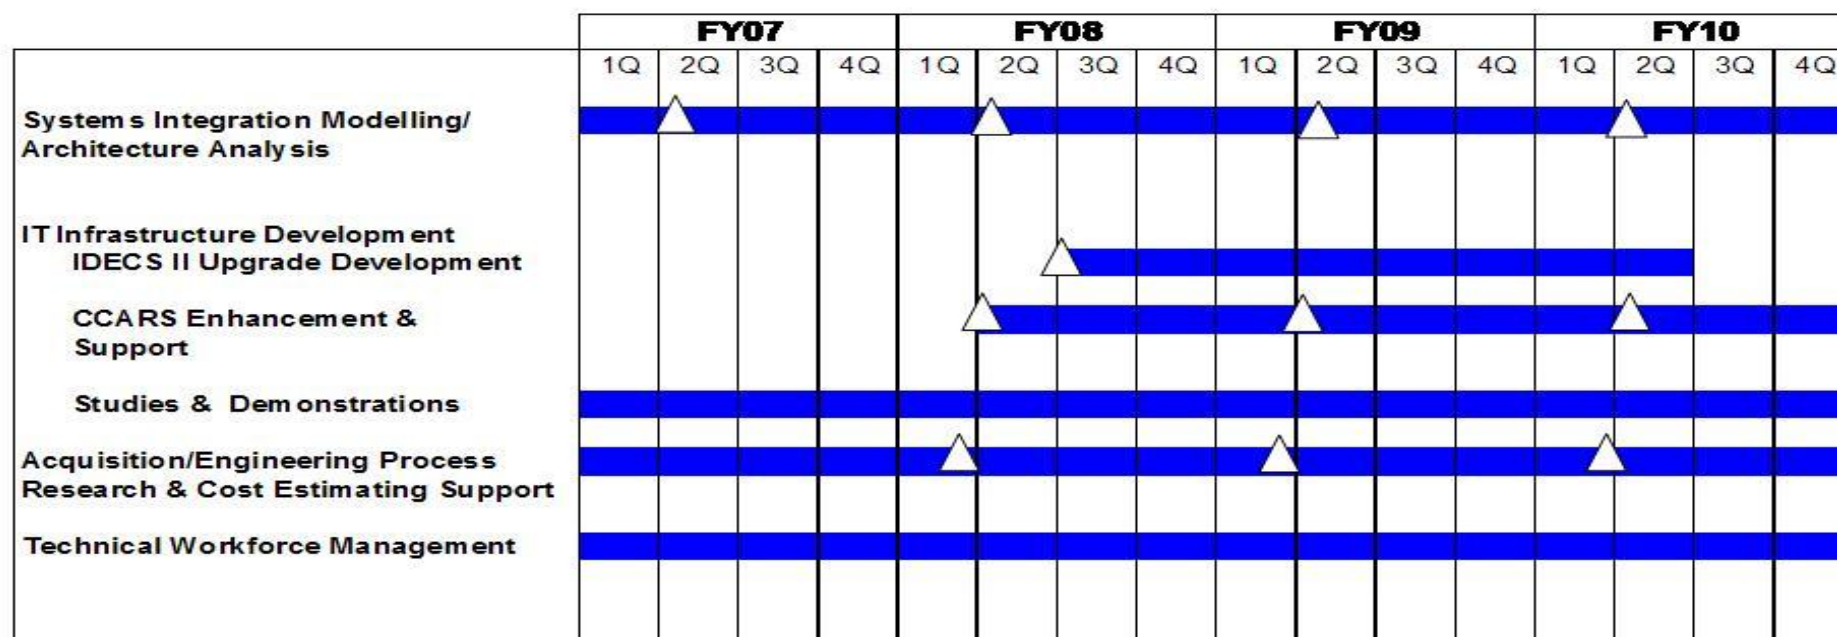 FY07 FY08 FY09 FY10
1Q 2Q 3Q 4Q 1Q 2Q 3Q 4Q 1Q 2Q 3Q 4Q 1Q 2Q 3Q 4Q
Systems Integration Modelling/
Architecture Analysis
IT Infrastructure Development
IDECS II Upgrade Development
CCARS Enhancement &
Support
Studies & Demonstrations
Acquisition/Engineering Process
Research & Cost Estimating Support
Technical Workforce Management